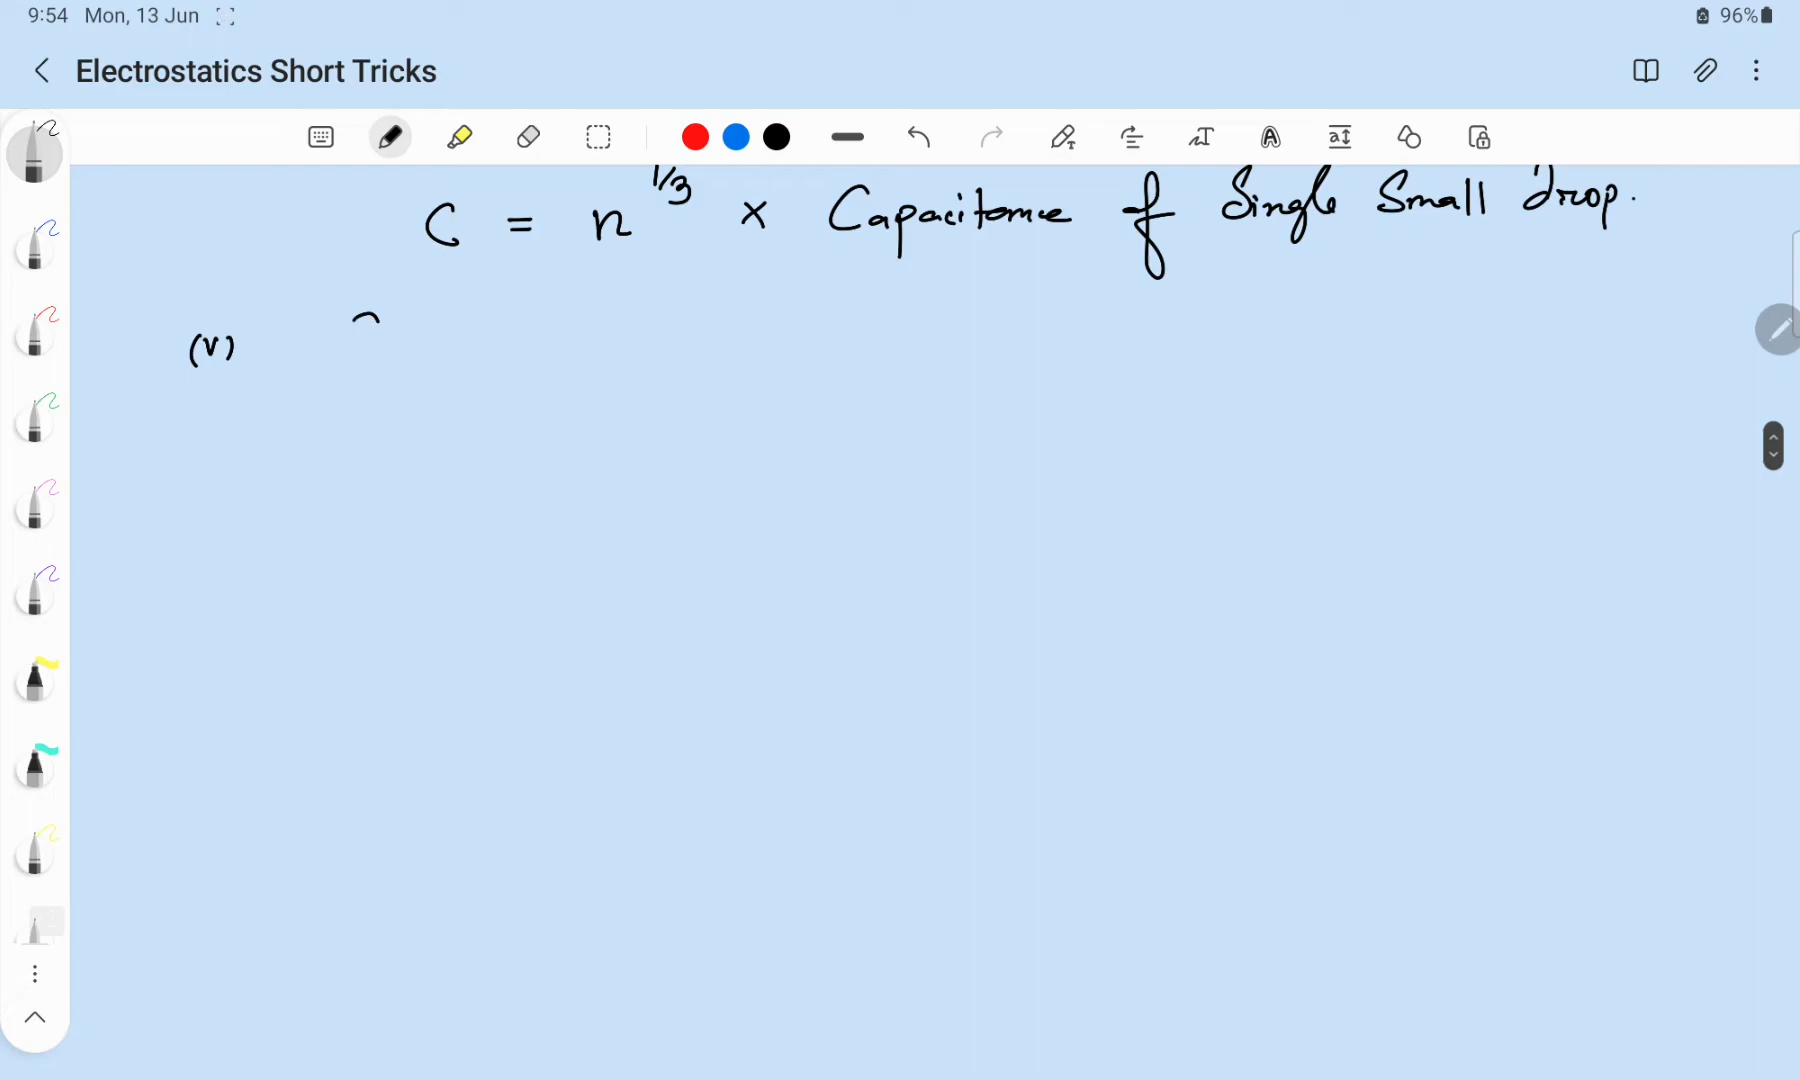 9:54 Mon, 13 Jun 96%
Electrostatics Short Tricks
C = n^1/3 × Capacitance of Single Small drop.
(V)